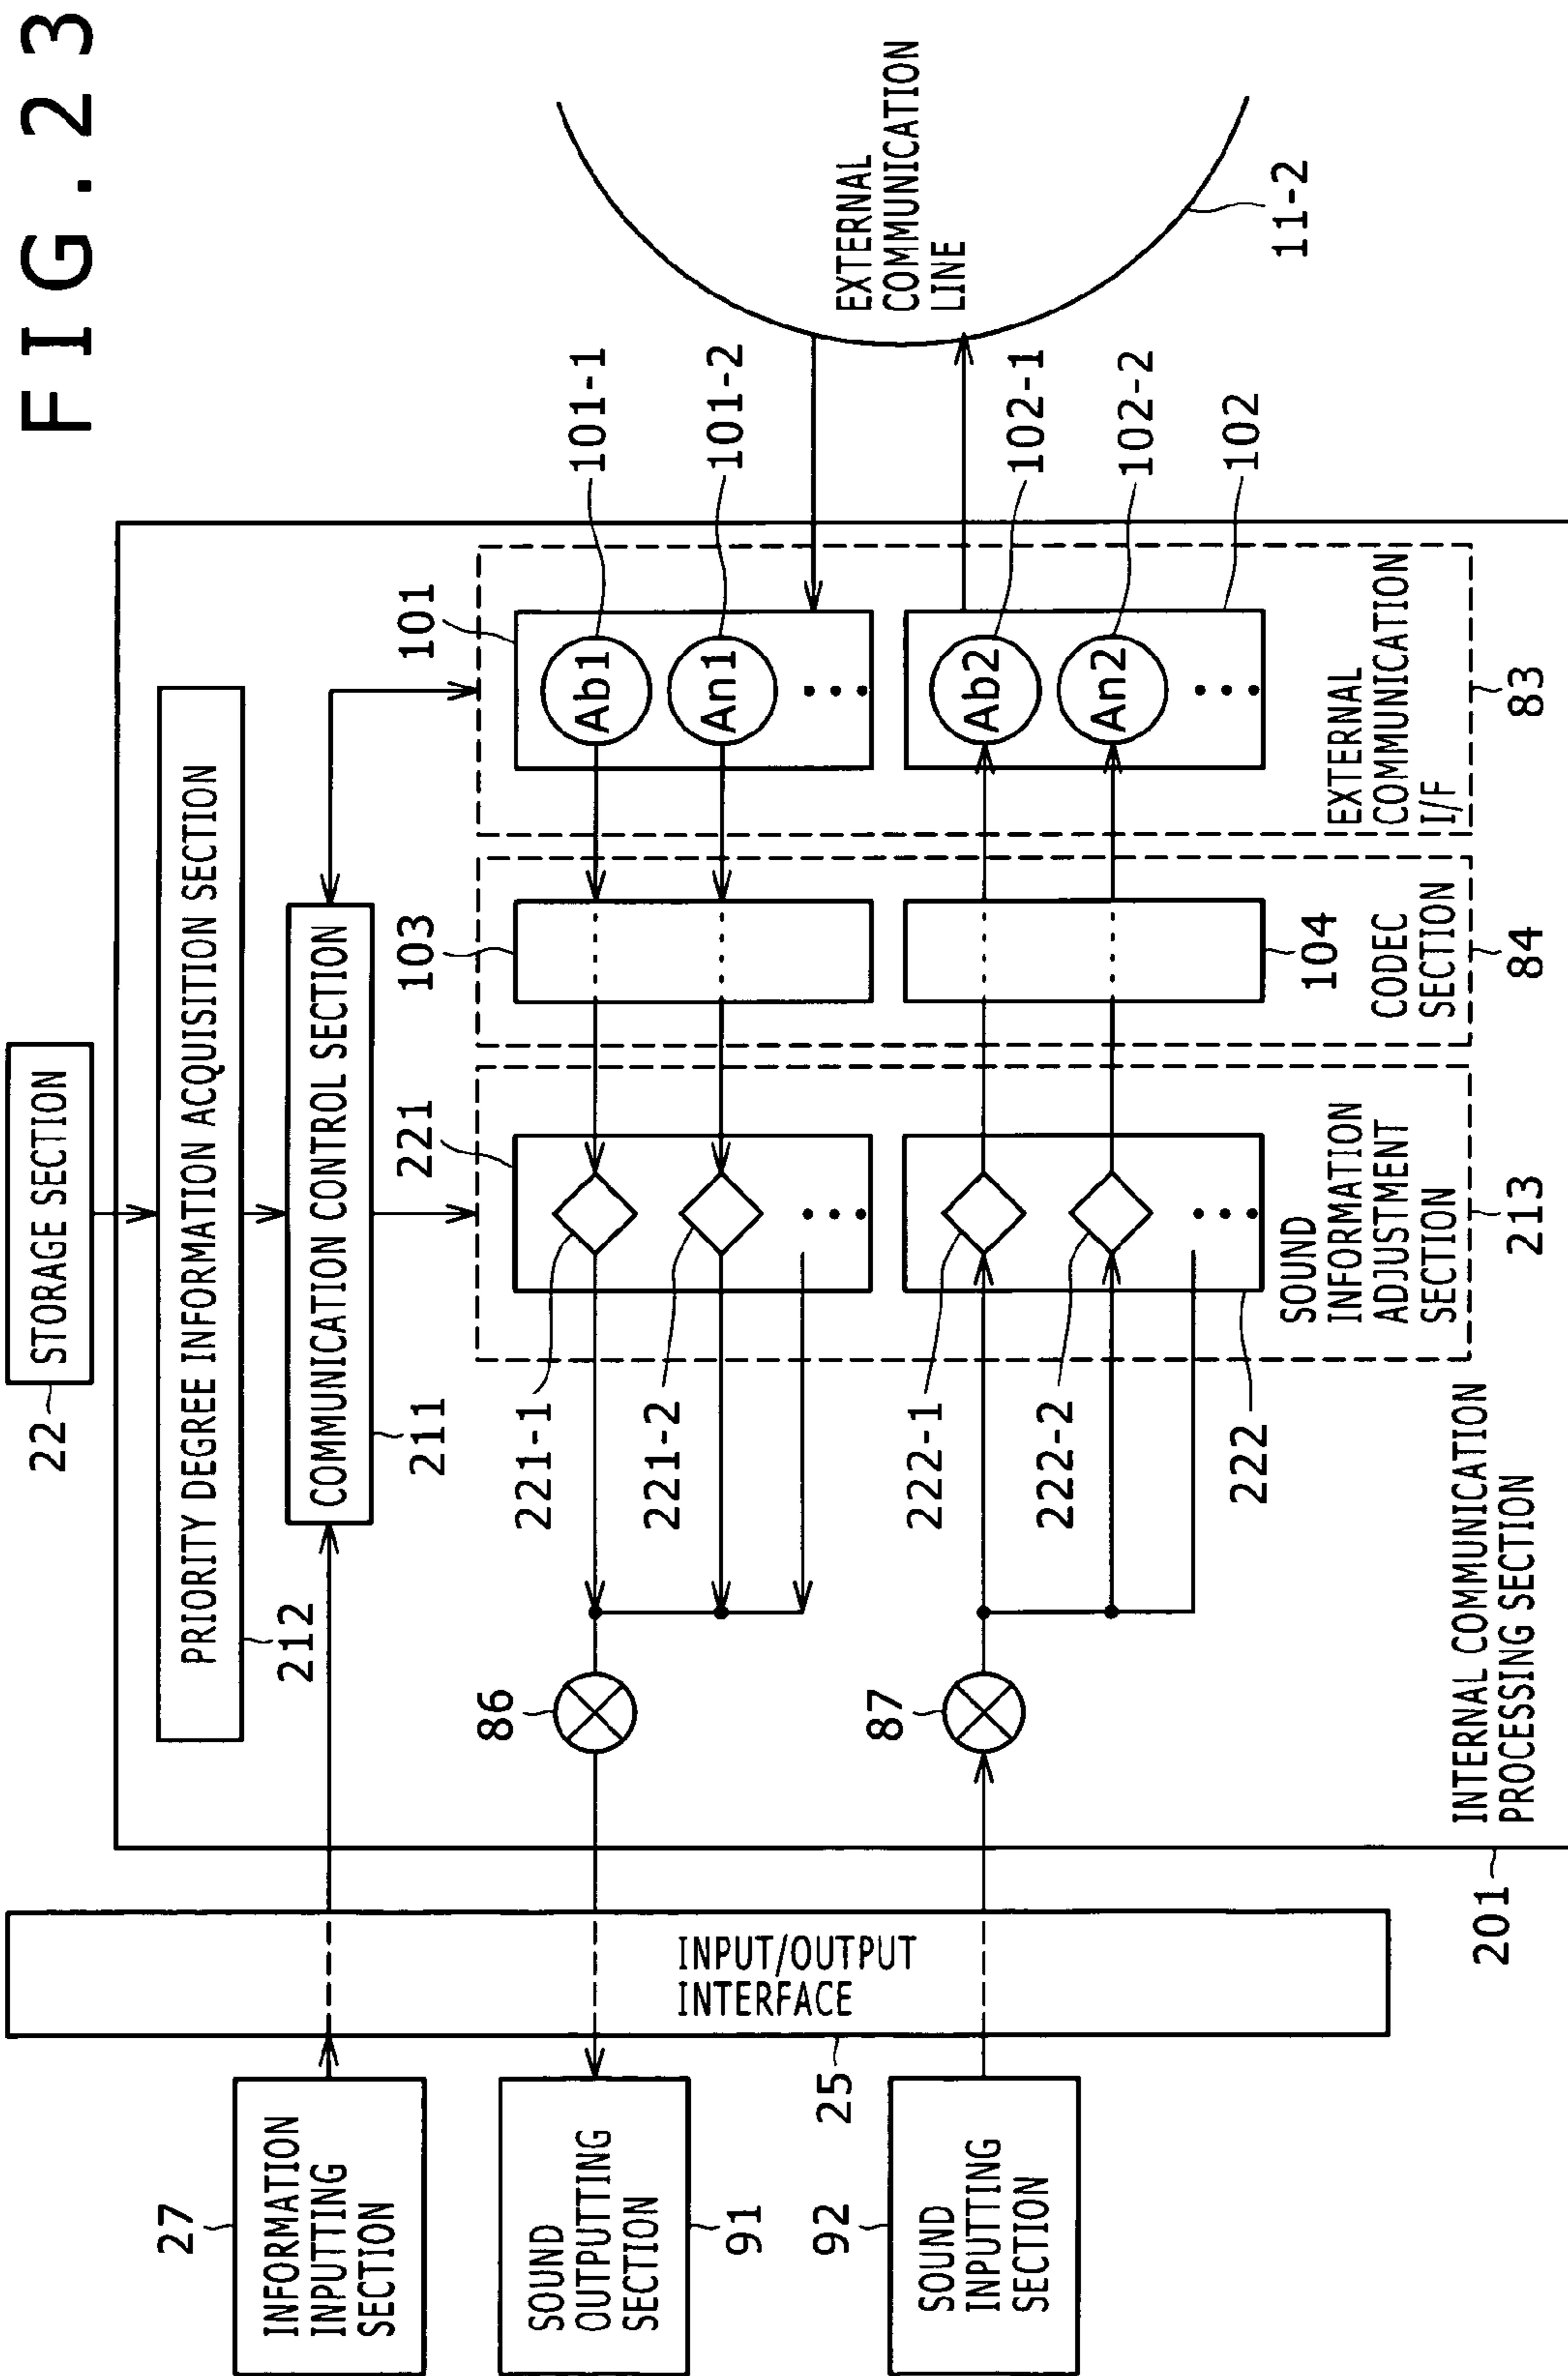 FIG.23
22
STORAGE SECTION
PRIORITY DEGREE INFORMATION ACQUISITION SECTION
212
COMMUNICATION CONTROL SECTION
211
27
INFORMATION
INPUTTING
SECTION
SOUND
OUTPUTTING
SECTION
91
92
SOUND
INPUTTING
SECTION
INPUT/OUTPUT
INTERFACE
25
86
87
221
221-1
221-2
222-1
222-2
222
SOUND
INFORMATION
ADJUSTMENT
SECTION
213
103
104
CODEC
SECTION
84
101
Ab1
An1
101-1
101-2
Ab2
An2
102-1
102-2
102
EXTERNAL
COMMUNICATION
I/F
83
EXTERNAL
COMMUNICATION
LINE
11-2
INTERNAL COMMUNICATION
PROCESSING SECTION
201